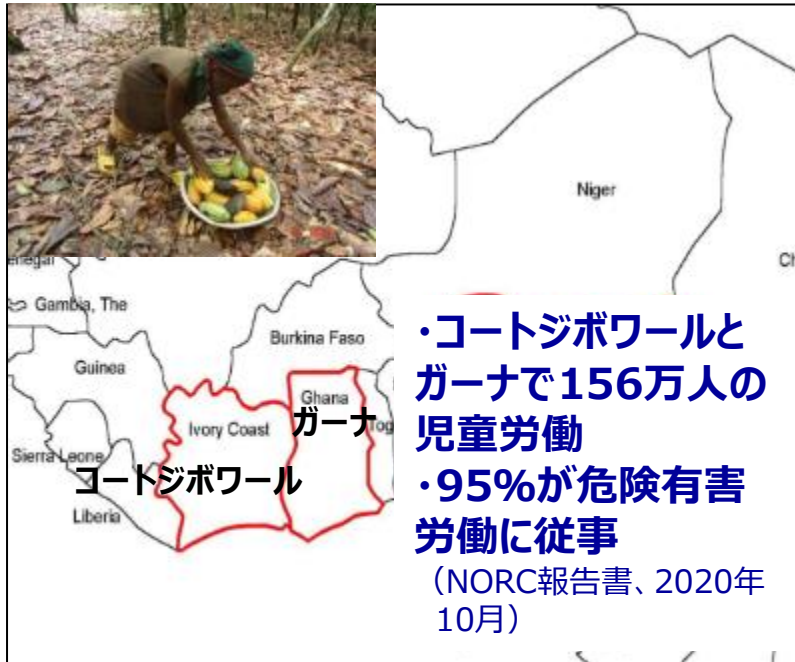 Niger
Gambia, The
Burkina Faso
Guinea
Ghana
ガーナ
Ivory Coast
Sierra Leone
コートジボワール
Liberia
・コートジボワールと
ガーナで156万人の
児童労働
・95%が危険有害
労働に従事
（NORC報告書、2020年
10月）